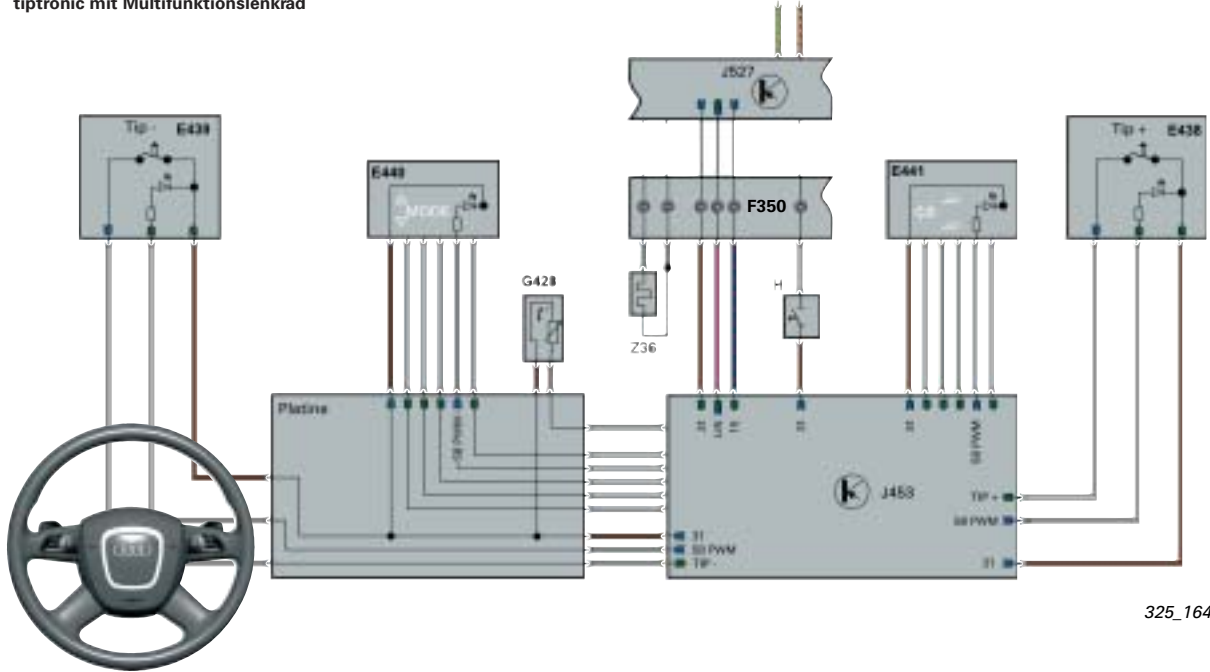 tiptronic mit Multifunktionslenkrad
J527
Tip - E439
E440
MODE
F350
E441
Tip + E438
G428
H
Z36
Platine
58 PWM
31
LIN
31
31
58 PWM
J453
TIP +
58 PWM
31
31
58 PWM
TIP -
325_164